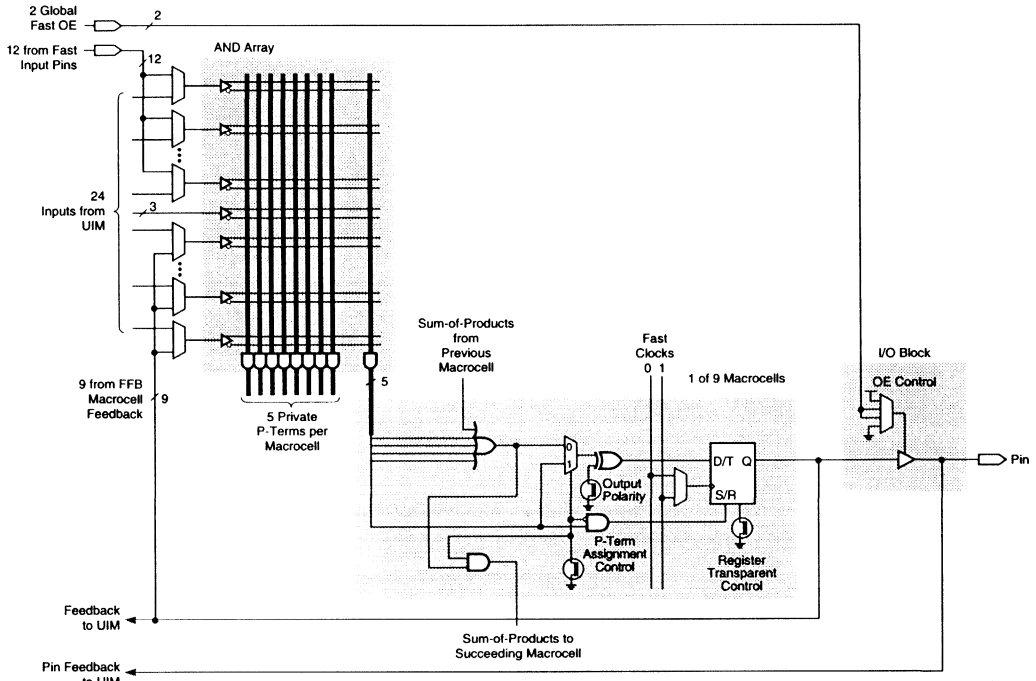 2 Global
Fast OE
2
12 from Fast
Input Pins
12
AND Array
24
Inputs from
UIM
3
9 from FFB
Macrocell
Feedback
9
5 Private
P-Terms per
Macrocell
5
Sum-of-Products
from
Previous
Macrocell
Fast
Clocks
0 1
1 of 9 Macrocells
I/O Block
OE Control
0
1
D/T Q
S/R
Pin
Output
Polarity
P-Term
Assignment
Control
Register
Transparent
Control
Feedback
to UIM
Sum-of-Products to
Succeeding Macrocell
Pin Feedback
to UIM